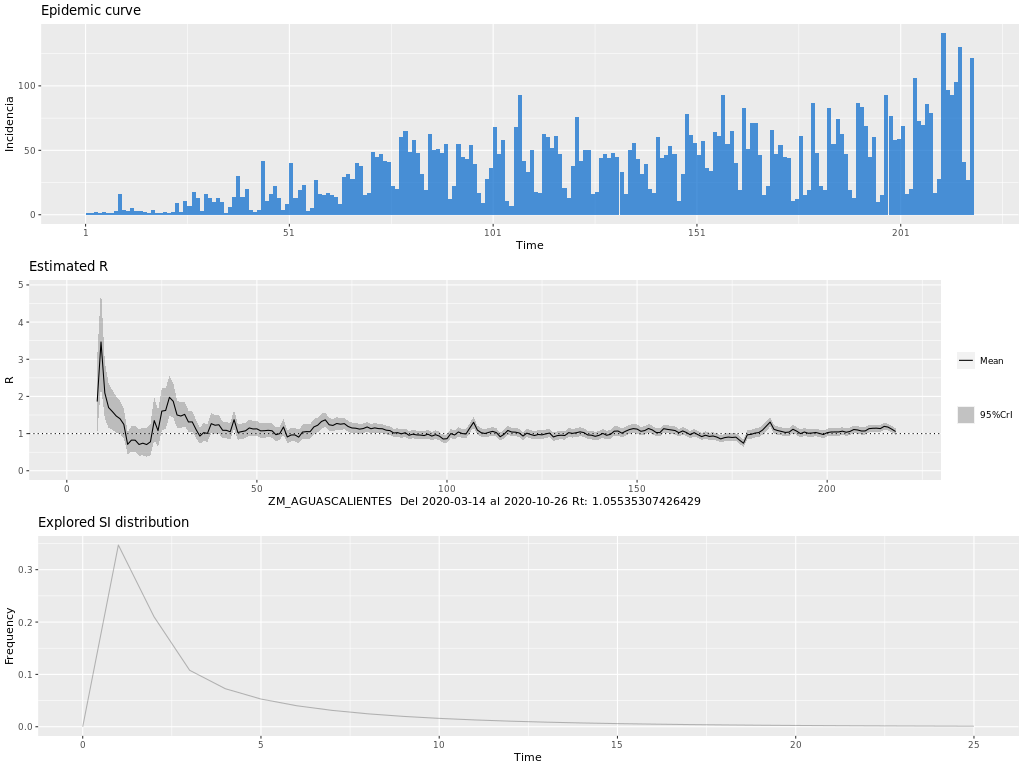 Epidemic curve
Incidencia
100
50
0
1 51 101 151 201
Time
Estimated R
R
5
4
3
2
1
0
0 50 100 150 200
ZM_AGUASCALIENTES Del 2020-03-14 al 2020-10-26 Rt: 1.05535307426429
Mean
95%CrI
Explored SI distribution
Frequency
0.3
0.2
0.1
0.0
0 5 10 15 20 25
Time